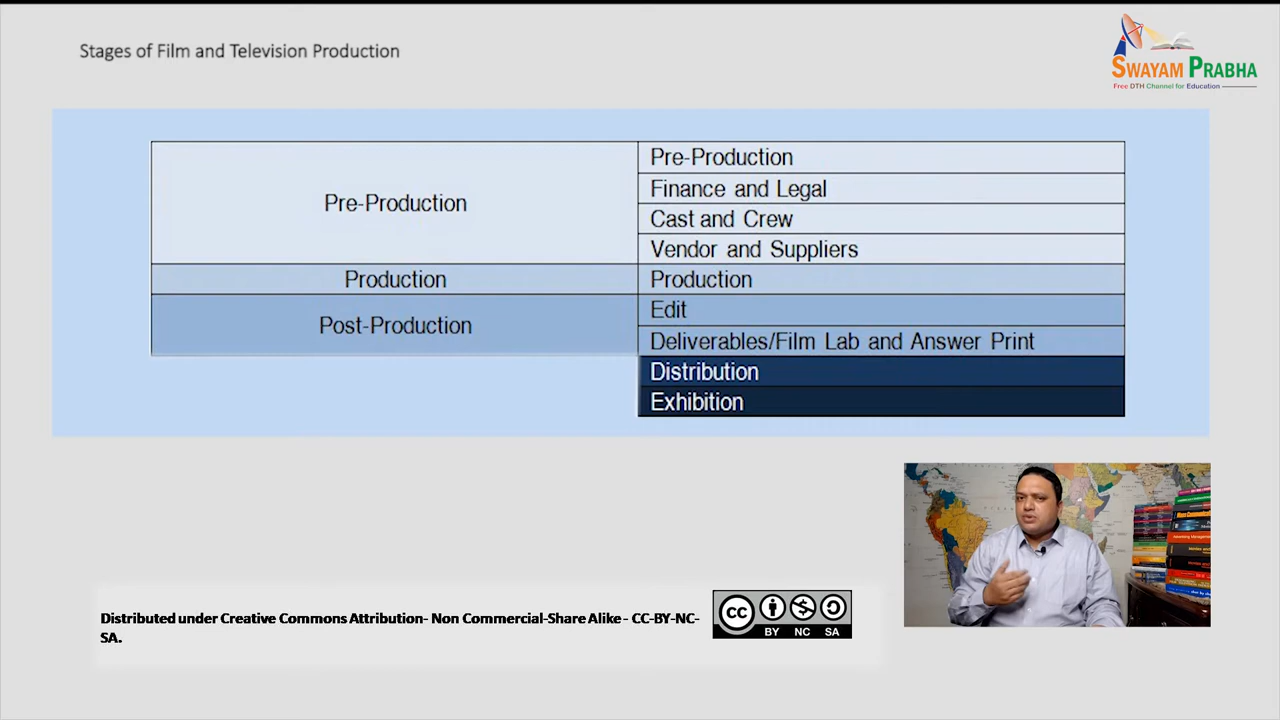 Stages of Film and Television Production
SWAYAM PRABHA
Free DTH Channel for Education
Pre-Production
Pre-Production
Finance and Legal
Cast and Crew
Vendor and Suppliers
Production
Production
Post-Production
Edit
Deliverables/Film Lab and Answer Print
Distribution
Exhibition
Distributed under Creative Commons Attribution- Non Commercial-Share Alike - CC-BY-NC-
SA.
CC
BY NC SA